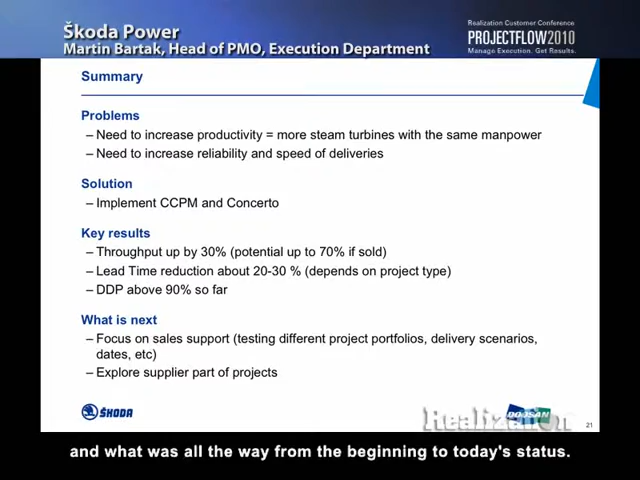 Škoda Power
Martin Bartak, Head of PMO, Execution Department
Realization Customer Conference
PROJECTFLOW2010
Manage Execution. Get Results.
Summary
Problems
– Need to increase productivity = more steam turbines with the same manpower
– Need to increase reliability and speed of deliveries
Solution
– Implement CCPM and Concerto
Key results
– Throughput up by 30% (potential up to 70% if sold)
– Lead Time reduction about 20-30 % (depends on project type)
– DDP above 90% so far
What is next
– Focus on sales support (testing different project portfolios, delivery scenarios,
dates, etc)
– Explore supplier part of projects
ŠKODA
DOOSAN
Realization
21
and what was all the way from the beginning to today's status.